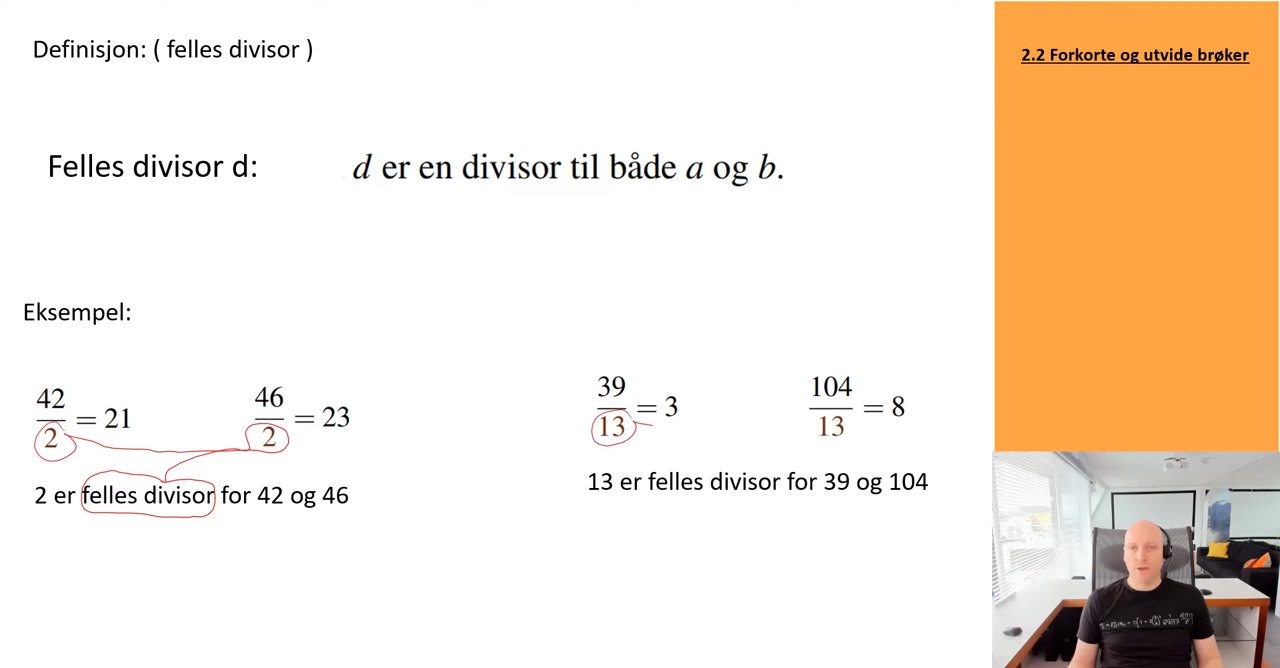 Definisjon: ( felles divisor )
2.2 Forkorte og utvide brøker
Felles divisor d: d er en divisor til både a og b.
Eksempel:
42/2 = 21 46/2 = 23 39/13 = 3 104/13 = 8
2 er felles divisor for 42 og 46
13 er felles divisor for 39 og 104